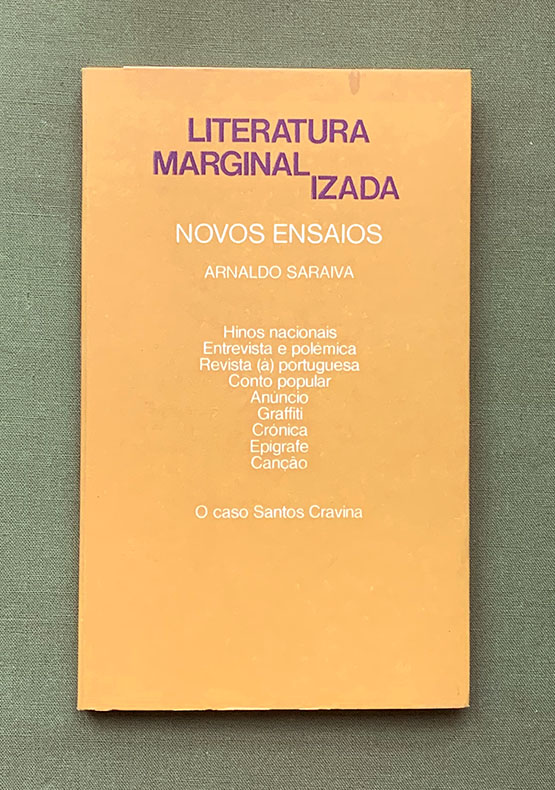 LITERATURA
MARGINAL
IZADA
NOVOS ENSAIOS
ARNALDO SARAIVA
Hinos nacionais
Entrevista e polémica
Revista (à) portuguesa
Conto popular
Anúncio
Graffiti
Crónica
Epígrafe
Canção
O caso Santos Cravina